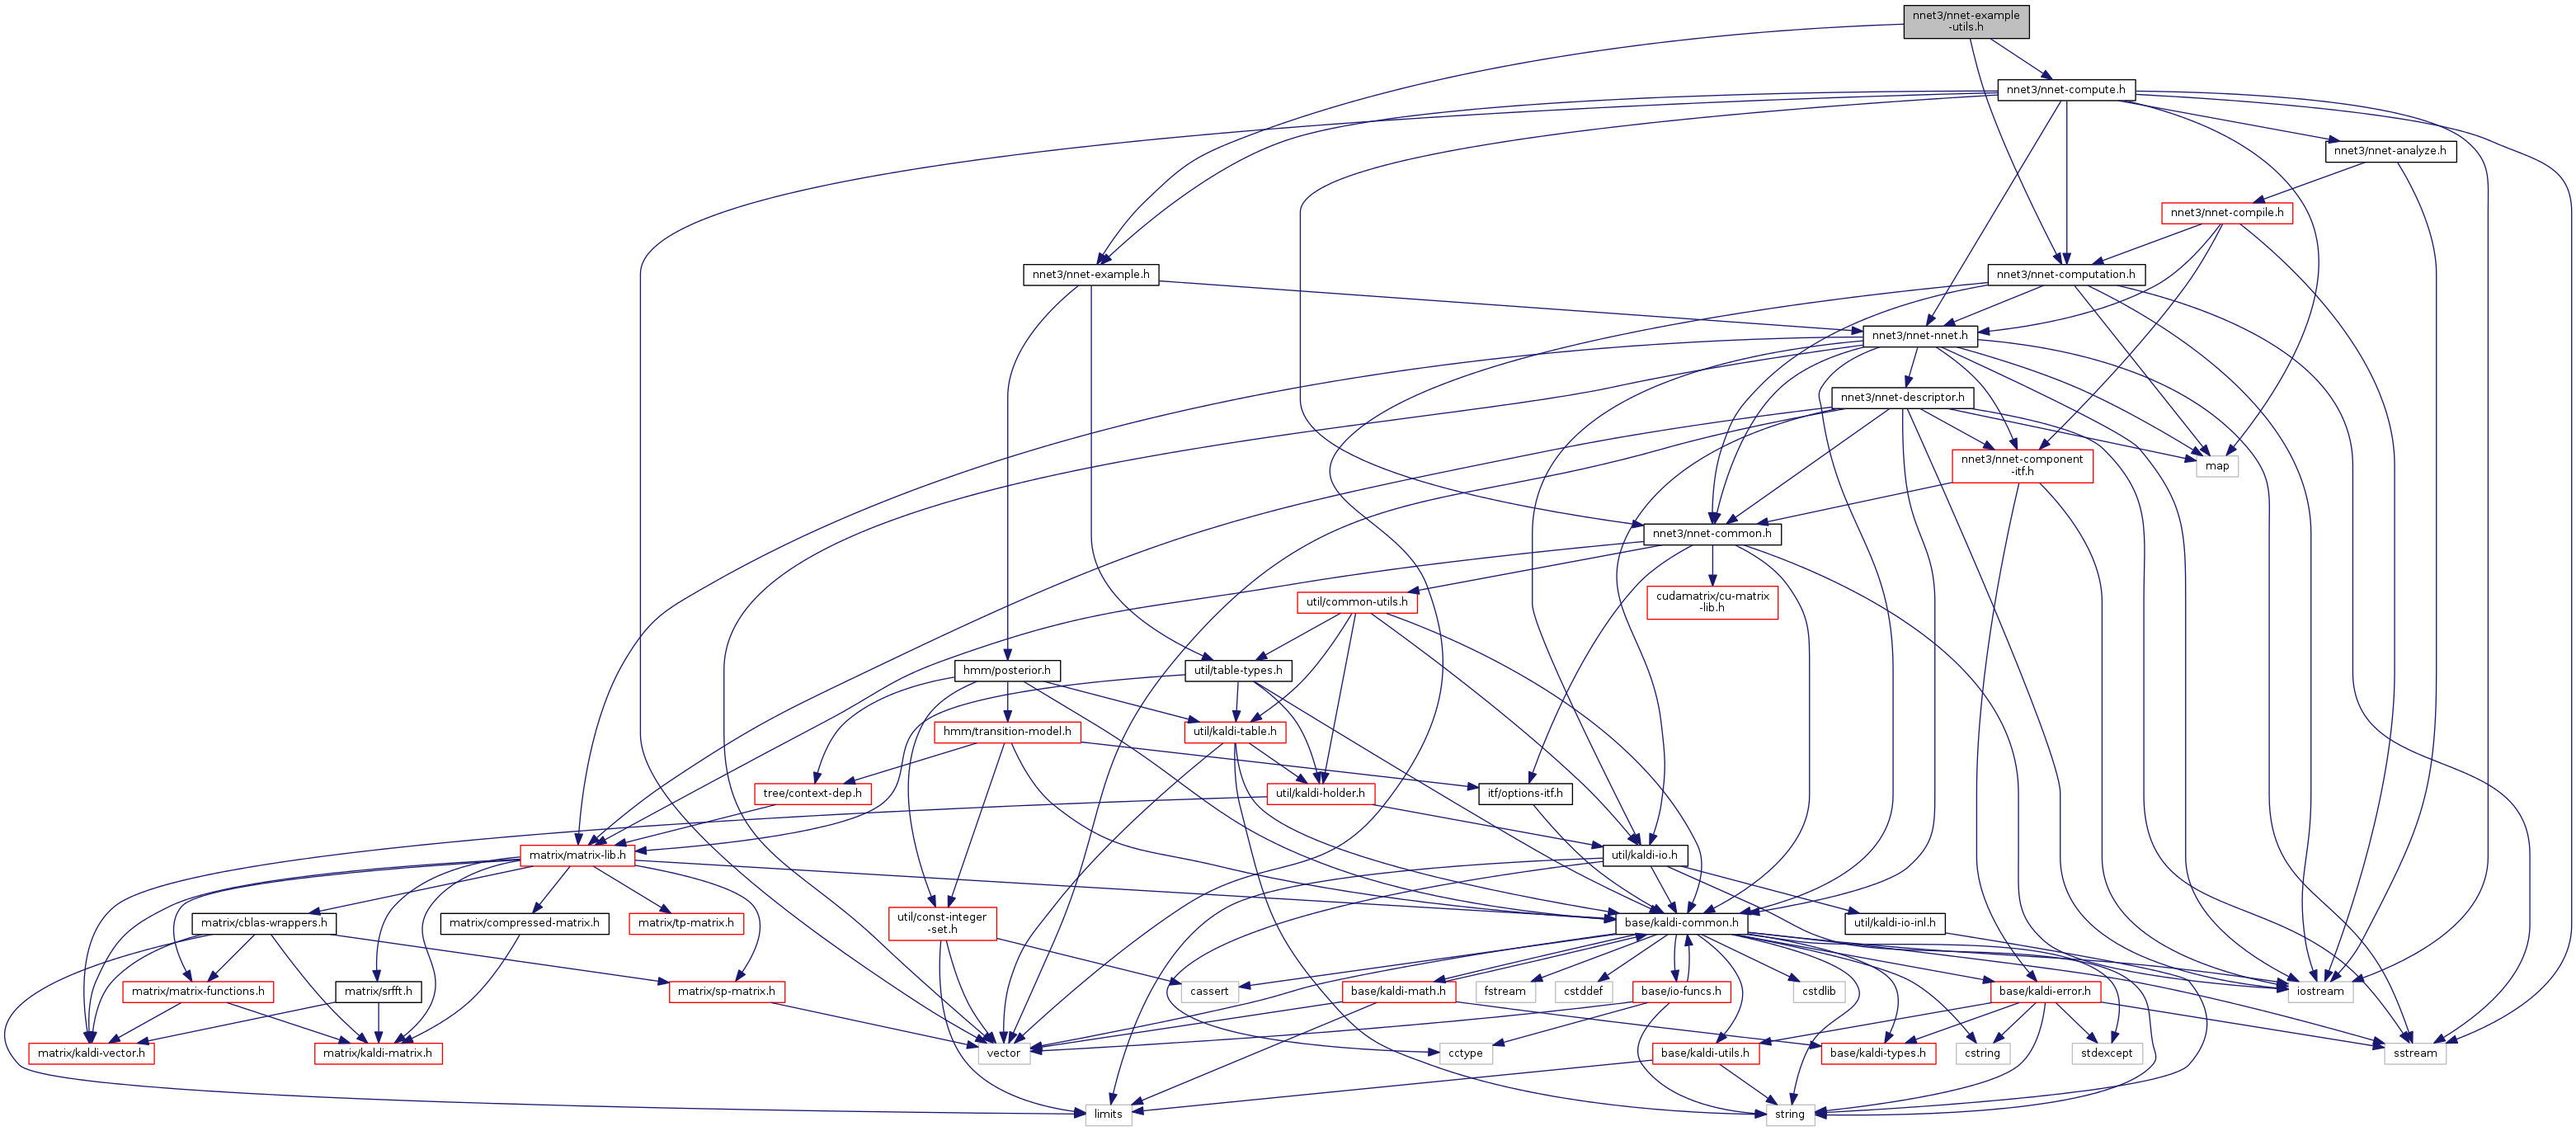 nnet3/nnet-example
-utils.h
nnet3/nnet-compute.h
nnet3/nnet-analyze.h
nnet3/nnet-compile.h
nnet3/nnet-example.h
nnet3/nnet-computation.h
nnet3/nnet-nnet.h
nnet3/nnet-descriptor.h
nnet3/nnet-component
-itf.h
map
nnet3/nnet-common.h
util/common-utils.h
cudamatrix/cu-matrix
-lib.h
hmm/posterior.h
util/table-types.h
hmm/transition-model.h
util/kaldi-table.h
tree/context-dep.h
util/kaldi-holder.h
itf/options-itf.h
matrix/matrix-lib.h
util/kaldi-io.h
matrix/cblas-wrappers.h
matrix/compressed-matrix.h
matrix/tp-matrix.h
util/const-integer
-set.h
base/kaldi-common.h
util/kaldi-io-inl.h
matrix/matrix-functions.h
matrix/srfft.h
matrix/sp-matrix.h
cassert
base/kaldi-math.h
fstream
cstddef
base/io-funcs.h
cstdlib
base/kaldi-error.h
iostream
matrix/kaldi-vector.h
matrix/kaldi-matrix.h
vector
cctype
base/kaldi-utils.h
base/kaldi-types.h
cstring
stdexcept
sstream
limits
string